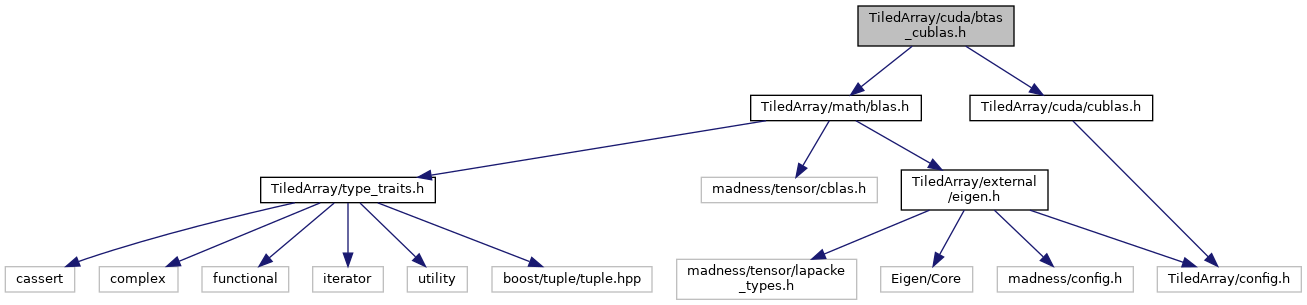 TiledArray/cuda/btas
_cublas.h
TiledArray/math/blas.h
TiledArray/cuda/cublas.h
TiledArray/type_traits.h
madness/tensor/cblas.h
TiledArray/external
/eigen.h
cassert
complex
functional
iterator
utility
boost/tuple/tuple.hpp
madness/tensor/lapacke
_types.h
Eigen/Core
madness/config.h
TiledArray/config.h